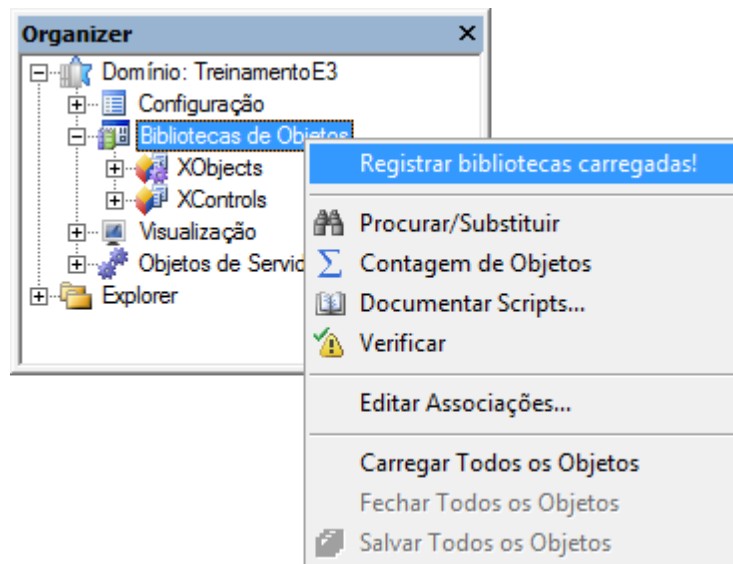 Organizer
Domínio: TreinamentoE3
Configuração
Bibliotecas de Objetos
XObjects
XControls
Visualização
Objetos de Servid
Explorer
Registrar bibliotecas carregadas!
Procurar/Substituir
Contagem de Objetos
Documentar Scripts...
Verificar
Editar Associações...
Carregar Todos os Objetos
Fechar Todos os Objetos
Salvar Todos os Objetos